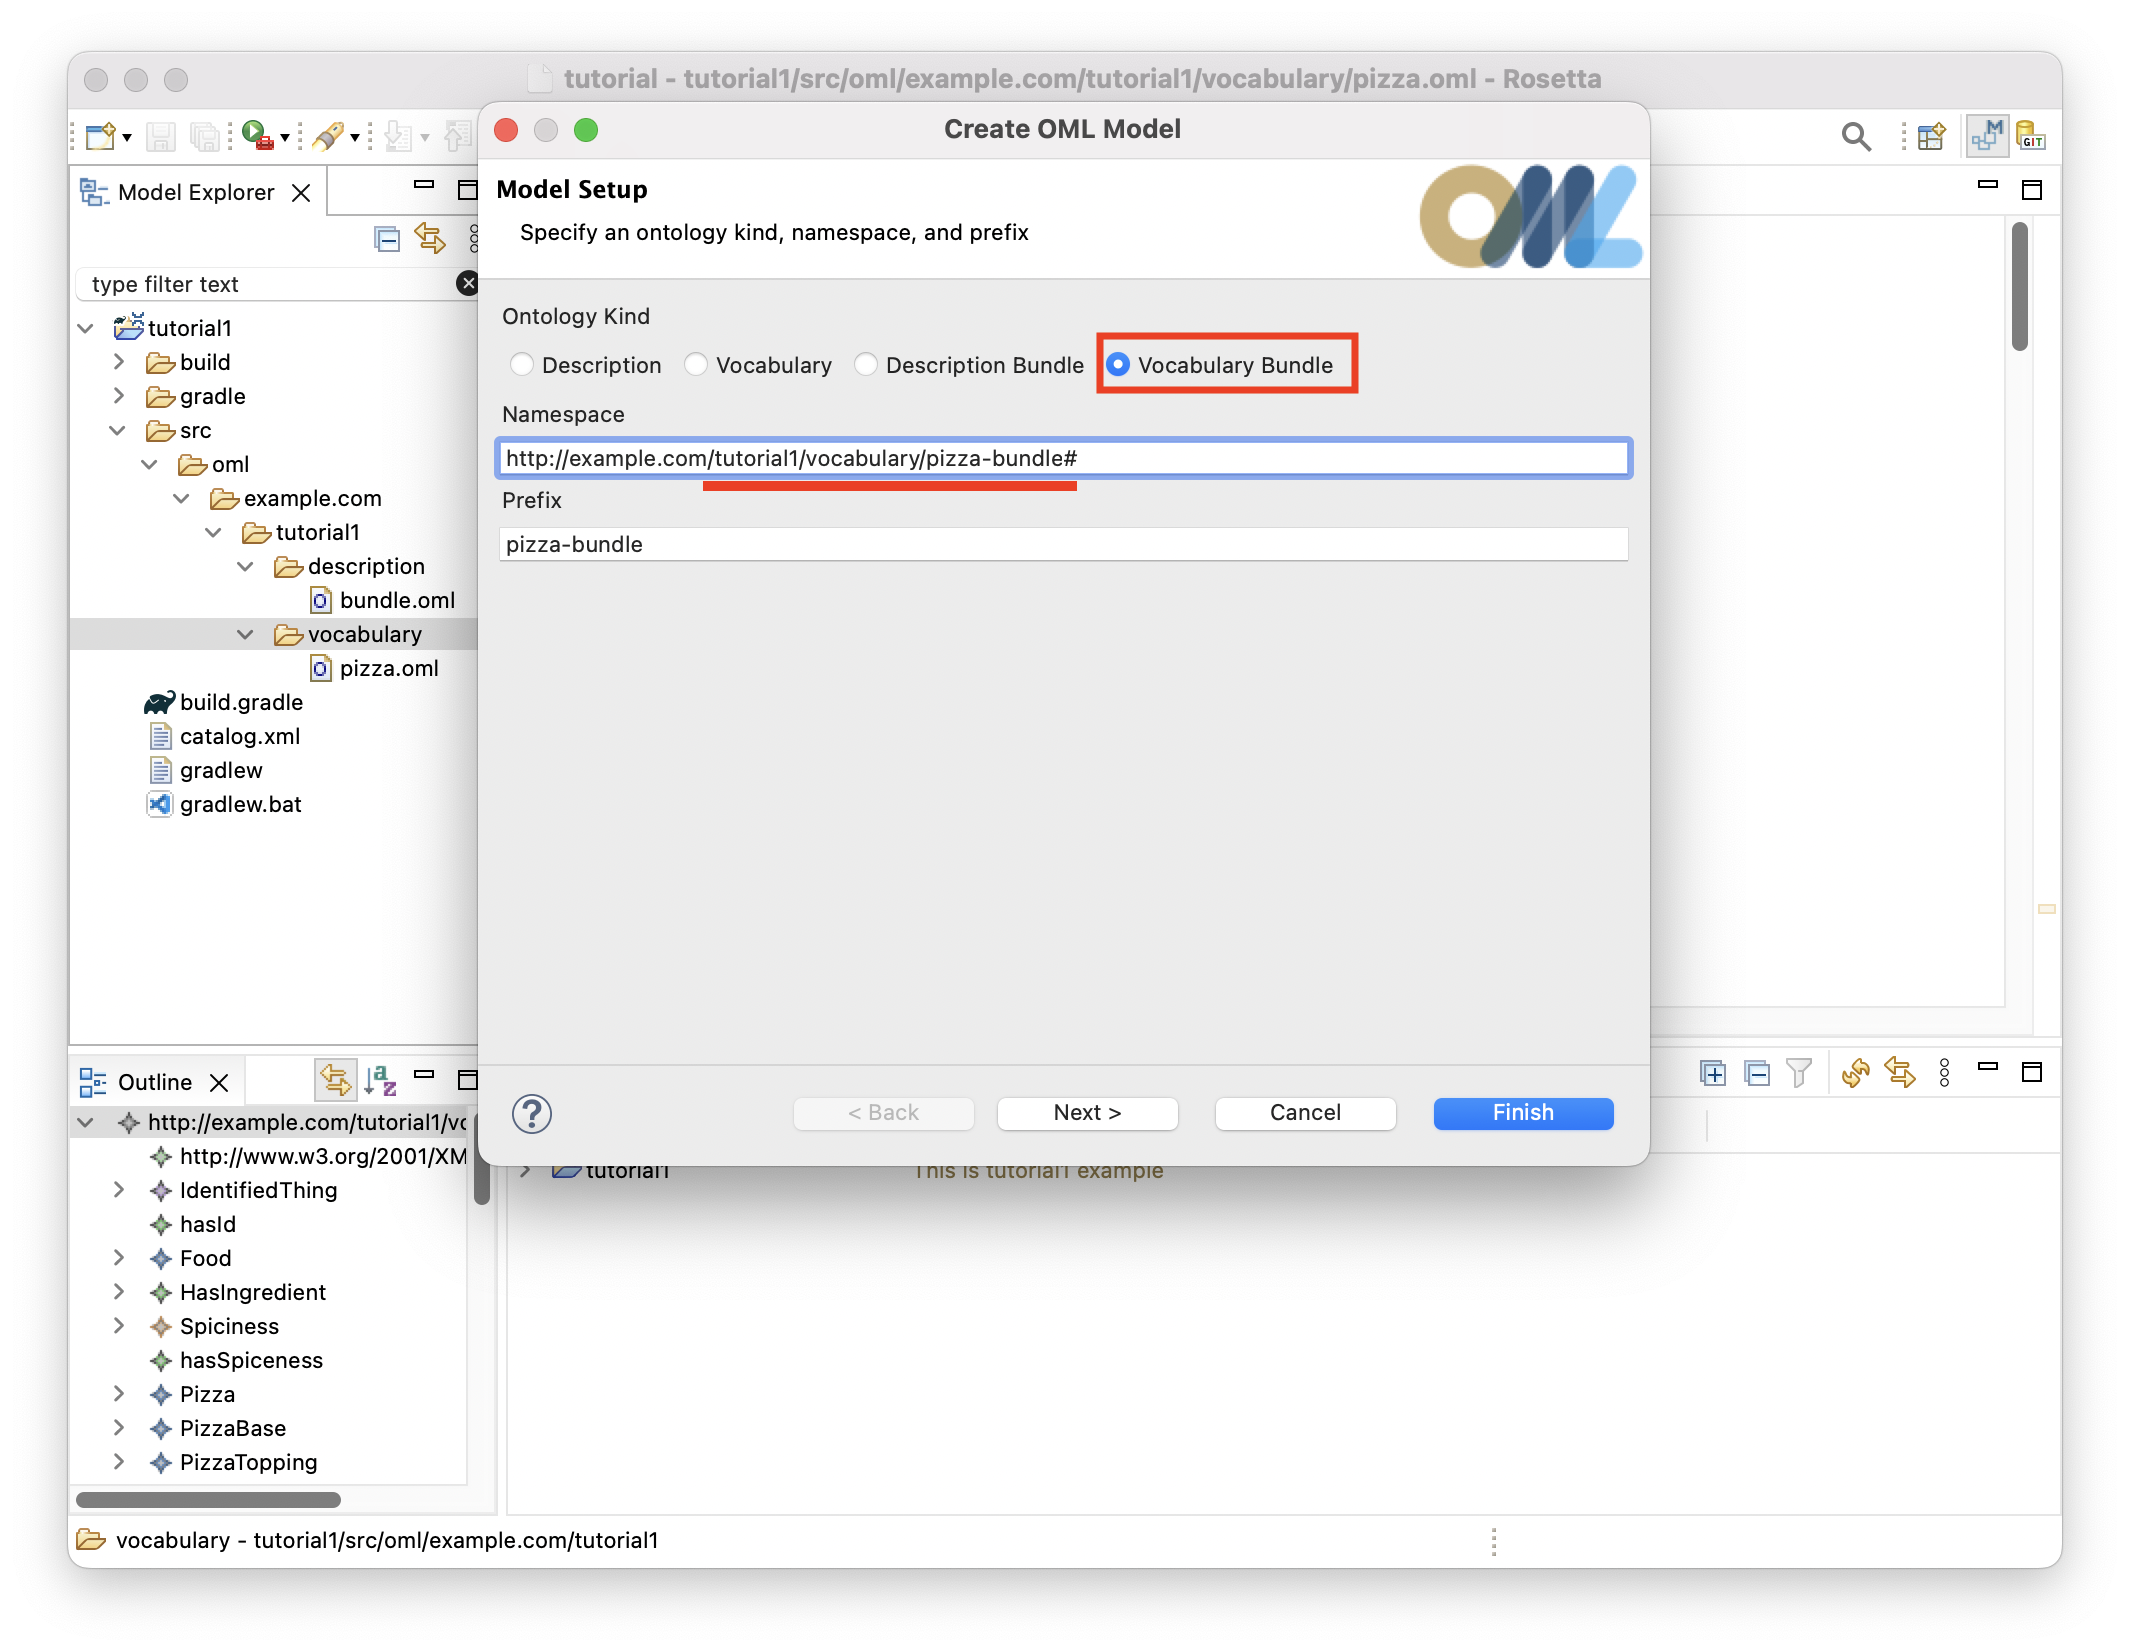 tutorial - tutorial1/src/oml/example.com/tutorial1/vocabulary/pizza.oml - Rosetta
M
GIT
Model Explorer
type filter text
tutorial1
build
gradle
src
oml
example.com
tutorial1
description
bundle.oml
vocabulary
pizza.oml
build.gradle
catalog.xml
gradlew
gradlew.bat
Create OML Model
Model Setup
OML
Specify an ontology kind, namespace, and prefix
Ontology Kind
Description Vocabulary Description Bundle Vocabulary Bundle
Namespace
http://example.com/tutorial1/vocabulary/pizza-bundle#
Prefix
pizza-bundle
? < Back Next > Cancel Finish
tutorial1 This is tutorial1 example
Outline
a
z
http://example.com/tutorial1/vo
http://www.w3.org/2001/XM
IdentifiedThing
hasId
Food
HasIngredient
Spiciness
hasSpiceness
Pizza
PizzaBase
PizzaTopping
vocabulary - tutorial1/src/oml/example.com/tutorial1